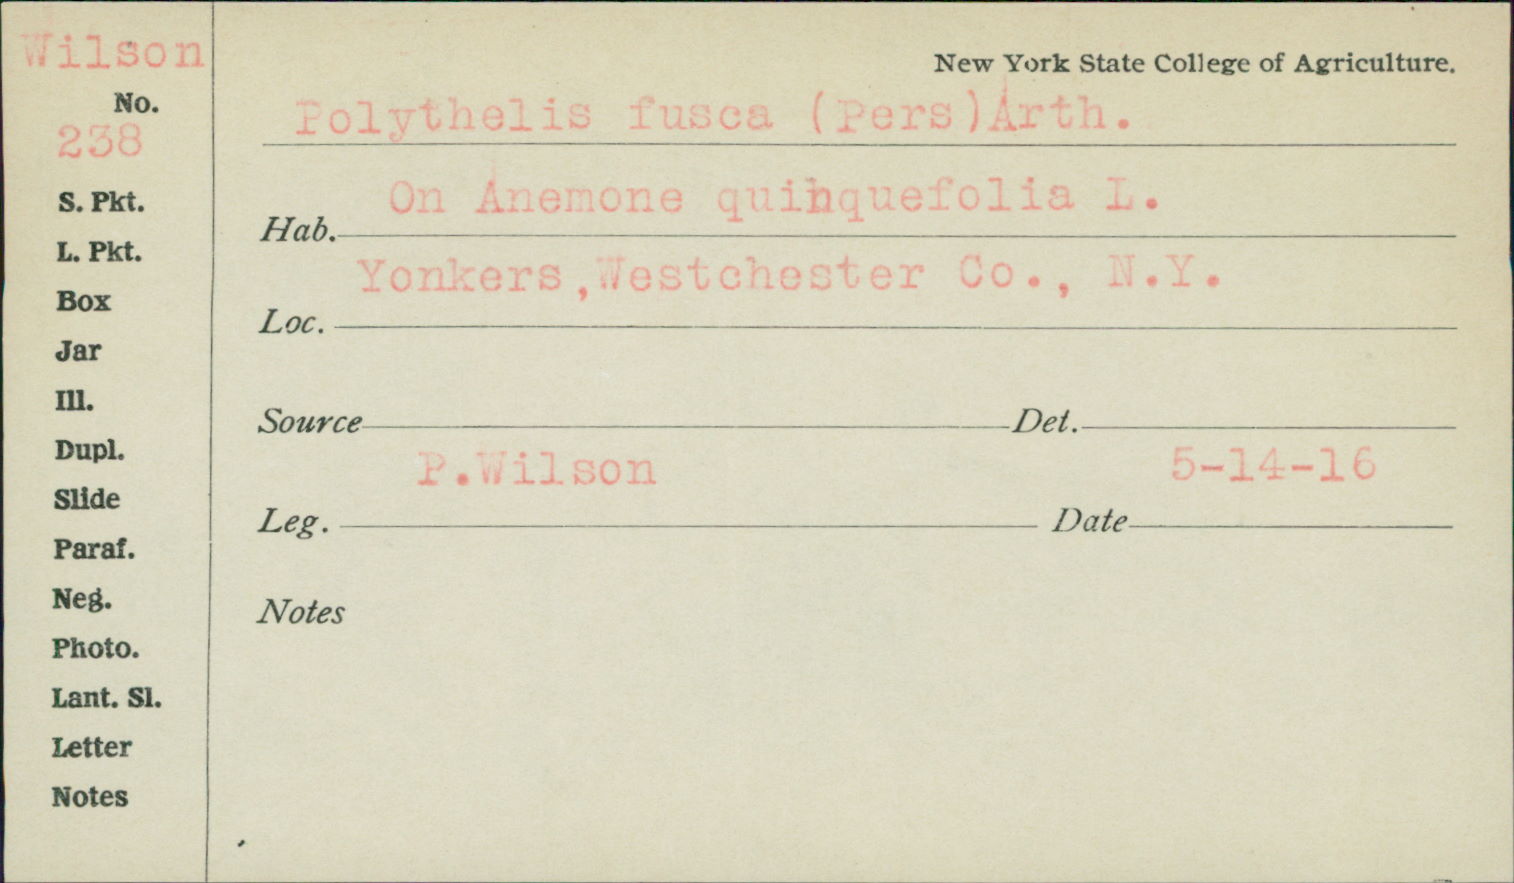 Wilson
No.
238
S. Pkt.
L. Pkt.
Box
Jar
Ill.
Dupl.
Slide
Paraf.
Neg.
Photo.
Lant. Sl.
Letter
Notes
New York State College of Agriculture.
Polythelis fusca (Pers)Arth.
On Anemone quinquefolia L.
Hab.
Yonkers,Westchester Co., N.Y.
Loc.
Source Det.
P.Wilson 5-14-16
Leg. Date
Notes